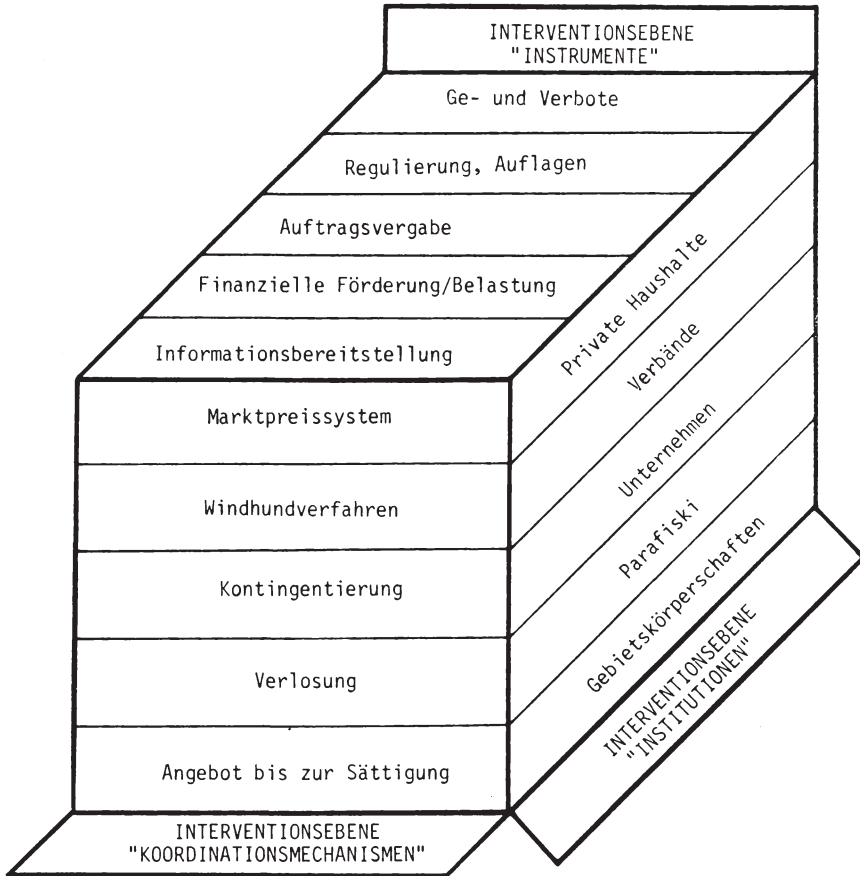 INTERVENTIONSEBENE
"INSTRUMENTE"
Ge- und Verbote
Regulierung, Auflagen
Auftragsvergabe
Finanzielle Förderung/Belastung
Informationsbereitstellung
Marktpreissystem
Windhundverfahren
Kontingentierung
Verlosung
Angebot bis zur Sättigung
INTERVENTIONSEBENE
"KOORDINATIONSMECHANISMEN"
Private Haushalte
Verbände
Unternehmen
Parafiski
Gebietskörperschaften
INTERVENTIONSEBENE
"INSTITUTIONEN"